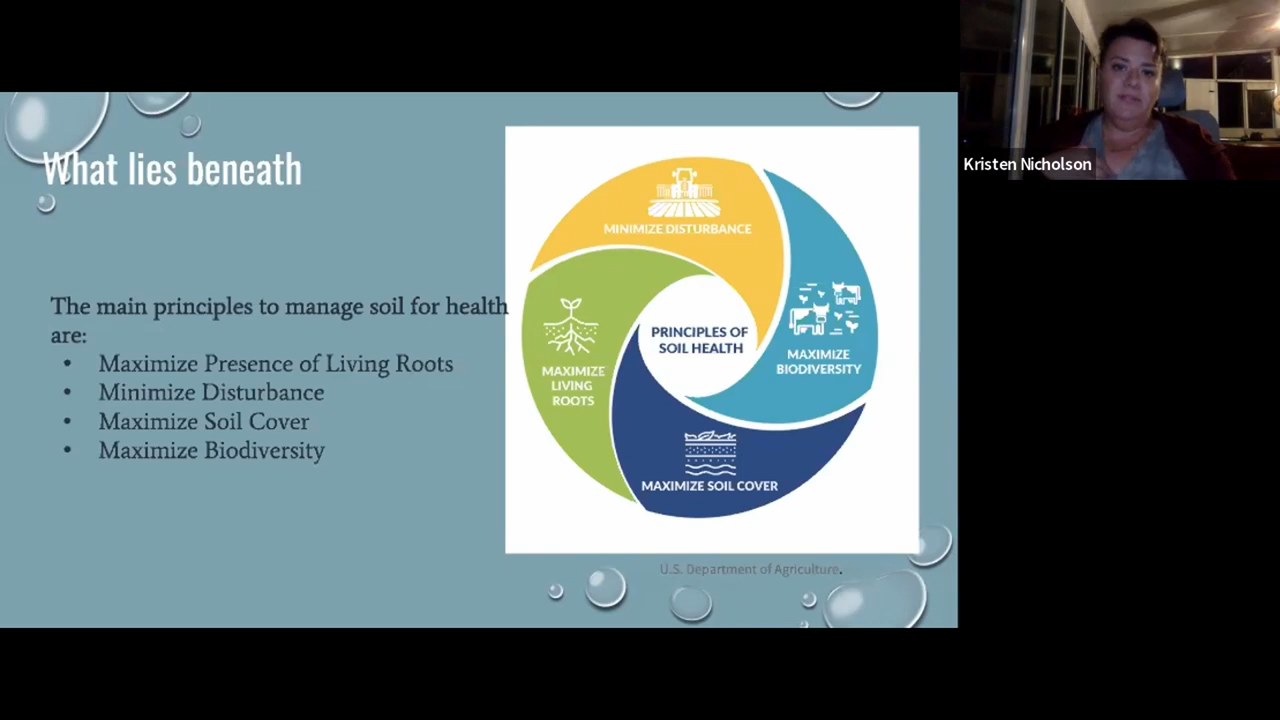 What lies beneath
The main principles to manage soil for health
are:
• Maximize Presence of Living Roots
• Minimize Disturbance
• Maximize Soil Cover
• Maximize Biodiversity
MINIMIZE DISTURBANCE
MAXIMIZE
BIODIVERSITY
PRINCIPLES OF
SOIL HEALTH
MAXIMIZE
LIVING
ROOTS
MAXIMIZE SOIL COVER
U.S. Department of Agriculture.
Kristen Nicholson